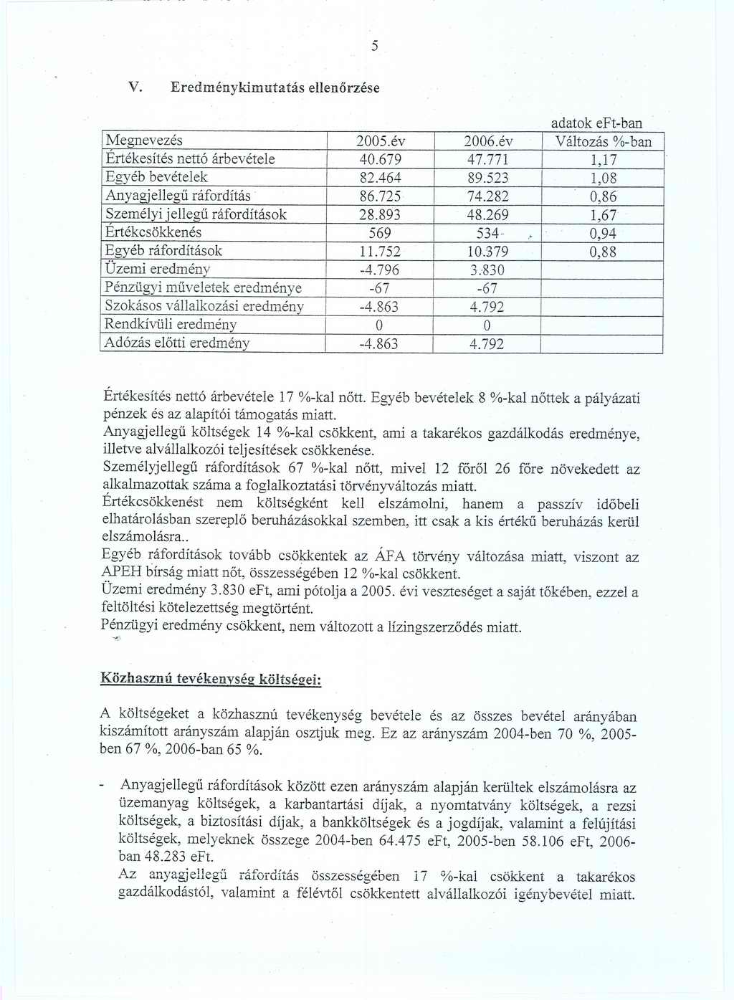 5
V. Eredménykimutatás ellenőrzése
adatok eFt-ban
Megnevezés 2005.év 2006.év Változás %-ban
Értékesítés nettó árbevétele 40.679 47.771 1,17
Egyéb bevételek 82.464 89.523 1,08
Anyagjellegű ráfordítás 86.725 74.282 0,86
Személyi jellegű ráfordítások 28.893 48.269 1,67
Értékcsökkenés 569 534 0,94
Egyéb ráfordítások 11.752 10.379 0,88
Üzemi eredmény -4.796 3.830
Pénzügyi műveletek eredménye -67 -67
Szokásos vállalkozási eredmény -4.863 4.792
Rendkívüli eredmény 0 0
Adózás előtti eredmény -4.863 4.792
Értékesítés nettó árbevétele 17 %-kal nőtt. Egyéb bevételek 8 %-kal nőttek a pályázati
pénzek és az alapítói támogatás miatt.
Anyagjellegű költségek 14 %-kal csökkent, ami a takarékos gazdálkodás eredménye,
illetve alvállalkozói teljesítések csökkenése.
Személyjellegű ráfordítások 67 %-kal nőtt, mivel 12 főről 26 főre növekedett az
alkalmazottak száma a foglalkoztatási törvényváltozás miatt.
Értékcsökkenést nem költségként kell elszámolni, hanem a passzív időbeli
elhatárolásban szereplő beruházásokkal szemben, itt csak a kis értékű beruházás kerül
elszámolásra..
Egyéb ráfordítások tovább csökkentek az ÁFA törvény változása miatt, viszont az
APEH bírság miatt nőt, összességében 12 %-kal csökkent.
Üzemi eredmény 3.830 eFt, ami pótolja a 2005. évi veszteséget a saját tőkében, ezzel a
feltöltési kötelezettség megtörtént.
Pénzügyi eredmény csökkent, nem változott a lízingszerződés miatt.
Közhasznú tevékenység költségei:
A költségeket a közhasznú tevékenység bevétele és az összes bevétel arányában
kiszámított arányszám alapján osztjuk meg. Ez az arányszám 2004-ben 70 %, 2005-
ben 67 %, 2006-ban 65 %.
- Anyagjellegű ráfordítások között ezen arányszám alapján kerültek elszámolásra az
üzemanyag költségek, a karbantartási díjak, a nyomtatvány költségek, a rezsi
költségek, a biztosítási díjak, a bankköltségek és a jogdíjak, valamint a felújítási
költségek, melyeknek összege 2004-ben 64.475 eFt, 2005-ben 58.106 eFt, 2006-
ban 48.283 eFt.
Az anyagjellegű ráfordítás összességében 17 %-kal csökkent a takarékos
gazdálkodástól, valamint a félévtől csökkentett alvállalkozói igénybevétel miatt.